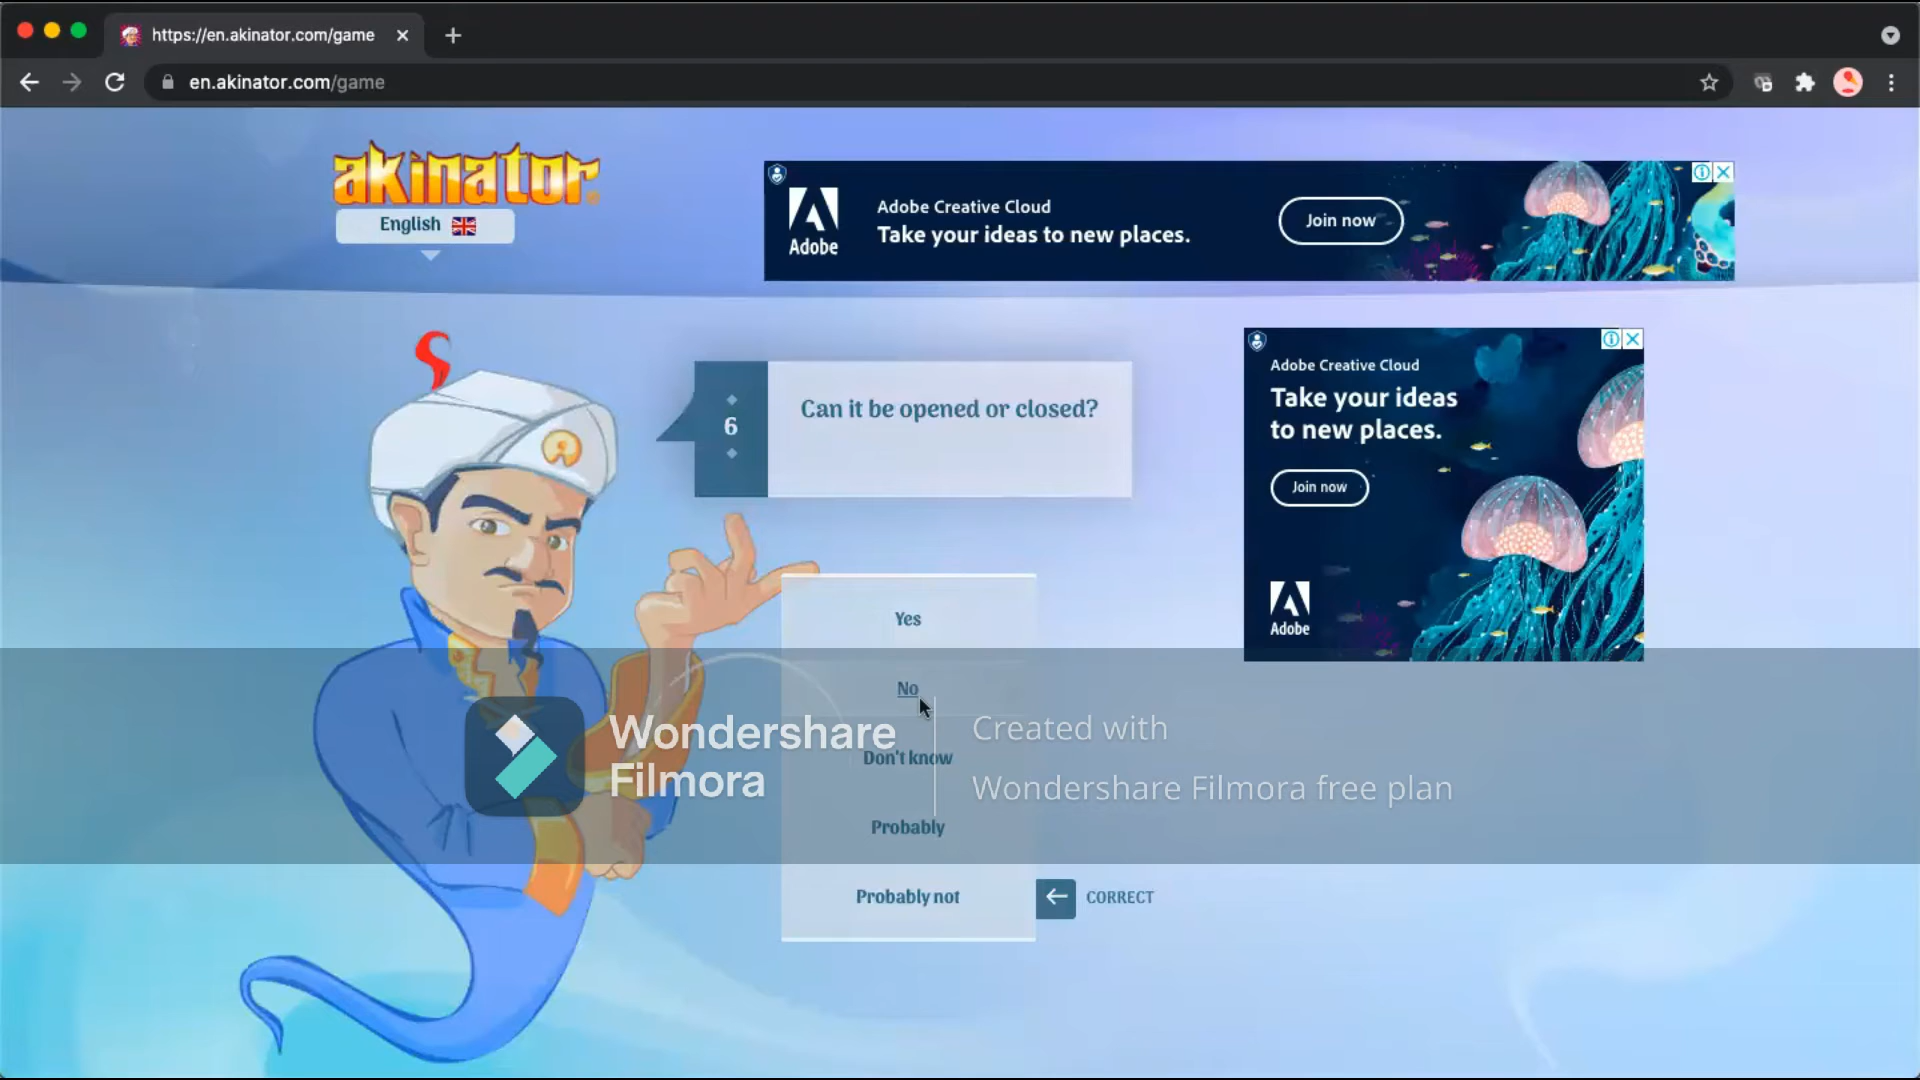 https://en.akinator.com/game
en.akinator.com/game
akinator
English
Adobe
Adobe Creative Cloud
Take your ideas to new places.
Join now
6
Can it be opened or closed?
Adobe Creative Cloud
Take your ideas
to new places.
Join now
Adobe
Yes
No
Don't know
Probably
Probably not
CORRECT
Wondershare
Filmora
Created with
Wondershare Filmora free plan